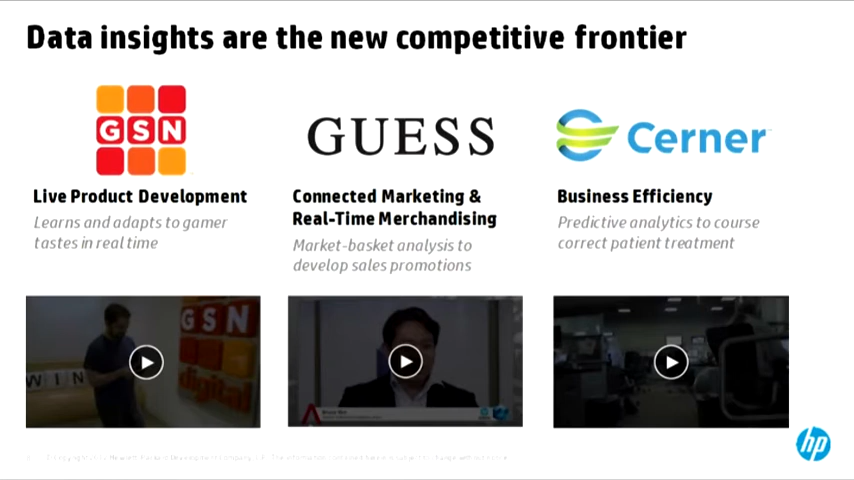 Data insights are the new competitive frontier
GSN
GUESS
Cerner
Live Product Development
Learns and adapts to gamer
tastes in real time
Connected Marketing &
Real-Time Merchandising
Market-basket analysis to
develop sales promotions
Business Efficiency
Predictive analytics to course
correct patient treatment
WIN
GSN
digital
hp